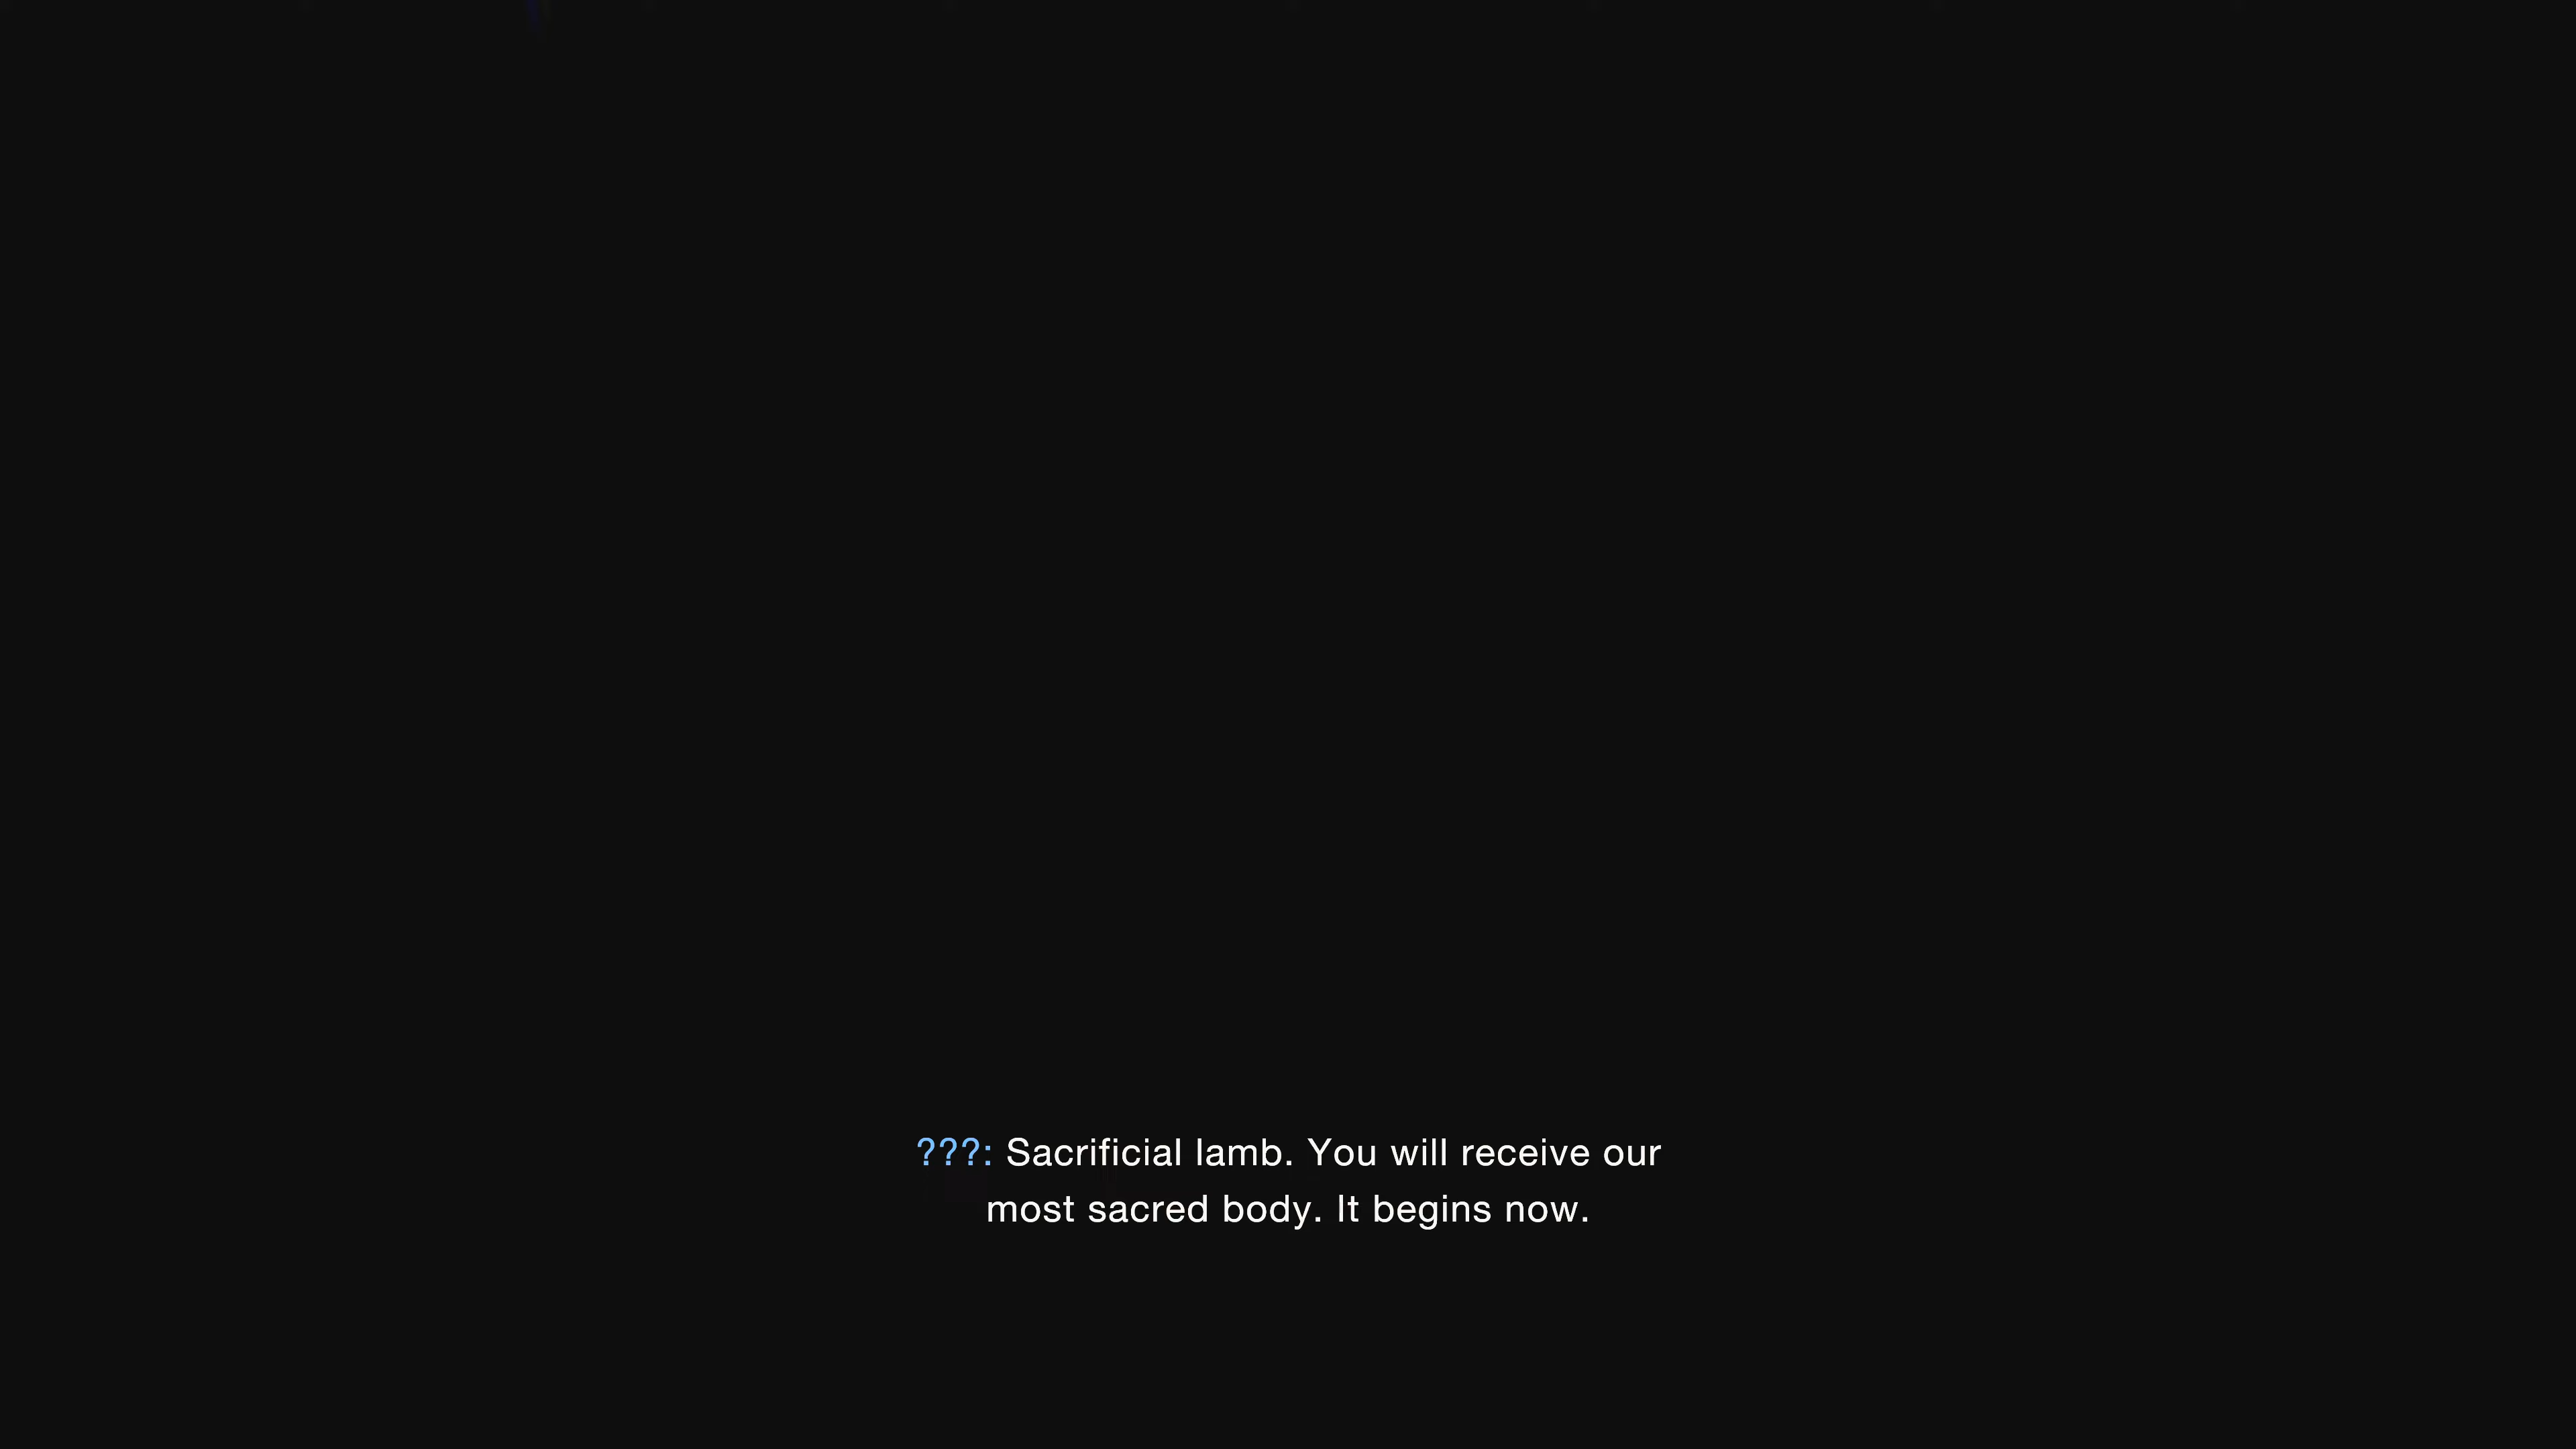 ???: Sacrificial lamb. You will receive our
most sacred body. It begins now.